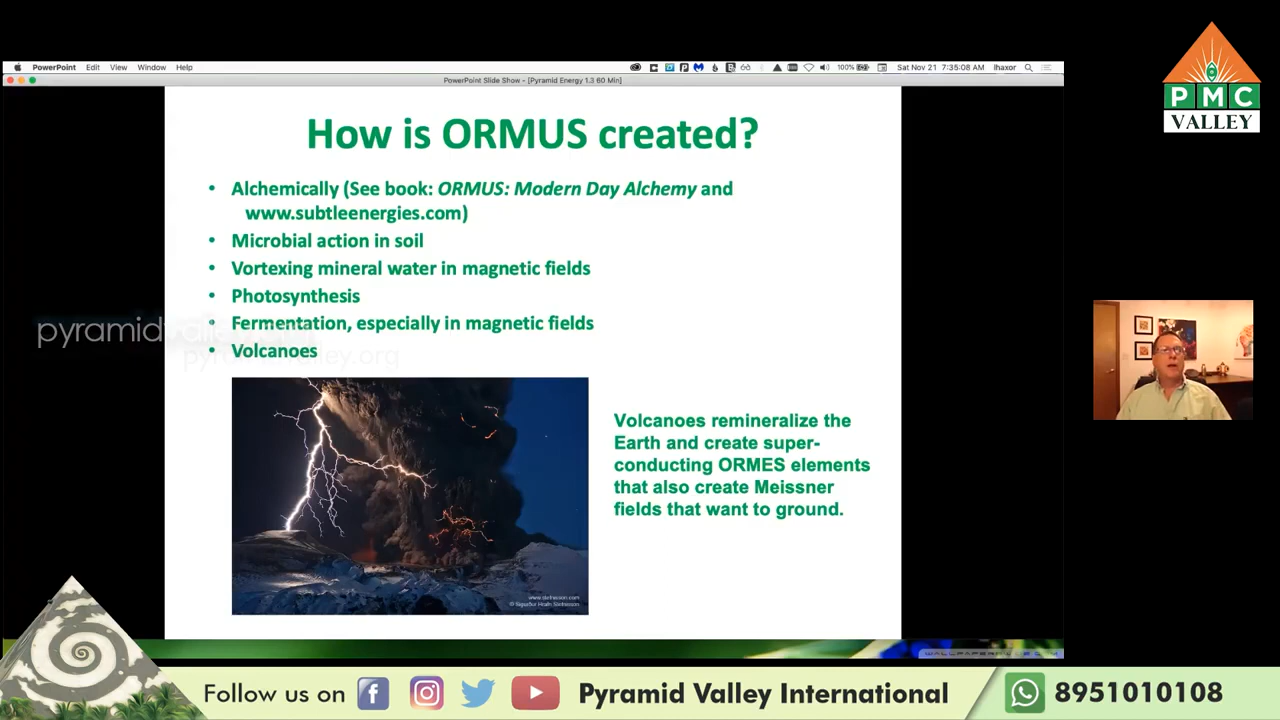 PowerPoint Edit View Window Help
100% Sat Nov 21 7:35:08 AM lhaxor
PowerPoint Slide Show - [Pyramid Energy 1.3 60 Min]
PMC
VALLEY
How is ORMUS created?
• Alchemically (See book: ORMUS: Modern Day Alchemy and
www.subtleenergies.com)
• Microbial action in soil
• Vortexing mineral water in magnetic fields
• Photosynthesis
• Fermentation, especially in magnetic fields
• Volcanoes
pyramidvalley.org
Volcanoes remineralize the
Earth and create super-
conducting ORMES elements
that also create Meissner
fields that want to ground.
Follow us on
Pyramid Valley International
8951010108